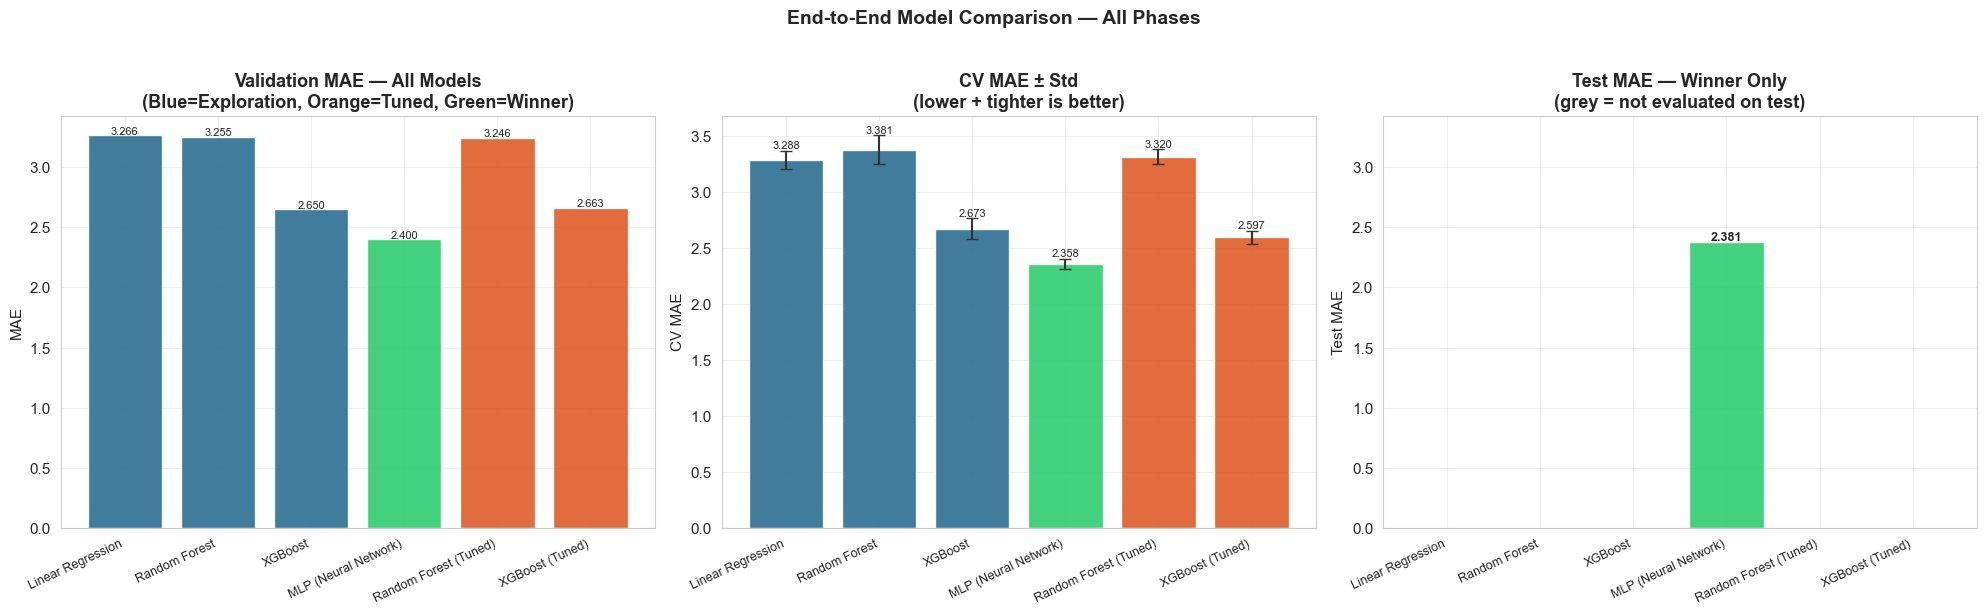 End-to-End Model Comparison — All Phases
Validation MAE — All Models
(Blue=Exploration, Orange=Tuned, Green=Winner)
MAE
3.0
2.5
2.0
1.5
1.0
0.5
0.0
3.266
3.255
2.650
2.400
3.246
2.663
Linear Regression
Random Forest
XGBoost
MLP (Neural Network)
Random Forest (Tuned)
XGBoost (Tuned)
CV MAE ± Std
(lower + tighter is better)
CV MAE
3.5
3.0
2.5
2.0
1.5
1.0
0.5
0.0
3.288
3.381
2.673
2.358
3.320
2.597
Linear Regression
Random Forest
XGBoost
MLP (Neural Network)
Random Forest (Tuned)
XGBoost (Tuned)
Test MAE — Winner Only
(grey = not evaluated on test)
Test MAE
3.0
2.5
2.0
1.5
1.0
0.5
0.0
2.381
Linear Regression
Random Forest
XGBoost
MLP (Neural Network)
Random Forest (Tuned)
XGBoost (Tuned)